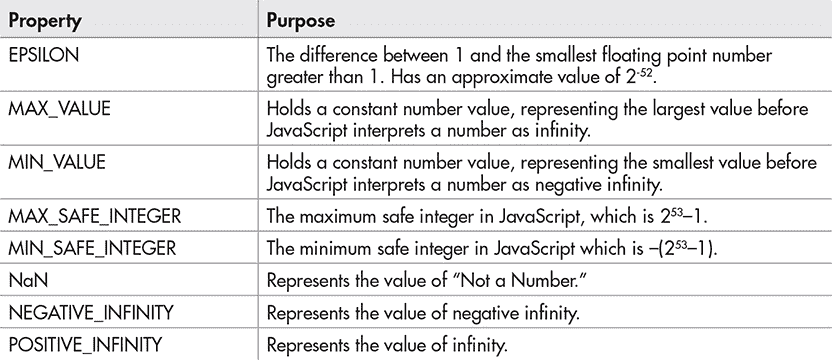 Property Purpose
EPSILON The difference between 1 and the smallest floating point number
greater than 1. Has an approximate value of 2⁻⁵².
MAX_VALUE Holds a constant number value, representing the largest value before
JavaScript interprets a number as infinity.
MIN_VALUE Holds a constant number value, representing the smallest value before
JavaScript interprets a number as negative infinity.
MAX_SAFE_INTEGER The maximum safe integer in JavaScript, which is 2⁵³–1.
MIN_SAFE_INTEGER The minimum safe integer in JavaScript which is –(2⁵³–1).
NaN Represents the value of “Not a Number.”
NEGATIVE_INFINITY Represents the value of negative infinity.
POSITIVE_INFINITY Represents the value of infinity.